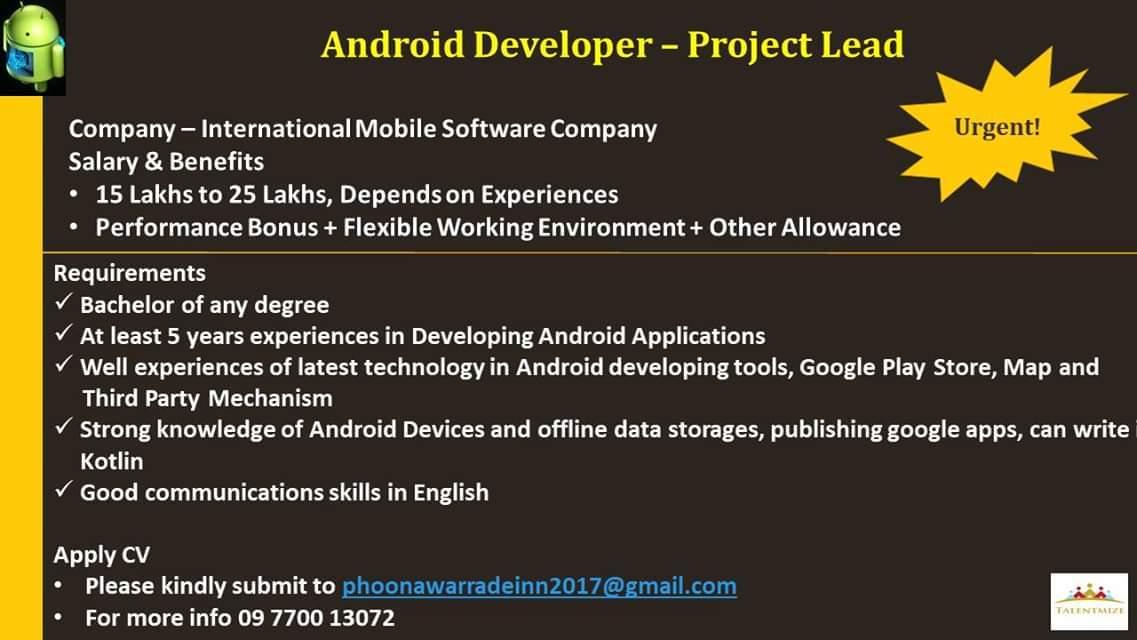 Android Developer – Project Lead
Urgent!
Company – International Mobile Software Company
Salary & Benefits
• 15 Lakhs to 25 Lakhs, Depends on Experiences
• Performance Bonus + Flexible Working Environment + Other Allowance
Requirements
✓ Bachelor of any degree
✓ At least 5 years experiences in Developing Android Applications
✓ Well experiences of latest technology in Android developing tools, Google Play Store, Map and
Third Party Mechanism
✓ Strong knowledge of Android Devices and offline data storages, publishing google apps, can write
Kotlin
✓ Good communications skills in English
Apply CV
• Please kindly submit to phoonawarradeinn2017@gmail.com
• For more info 09 7700 13072
TALENTMIZE